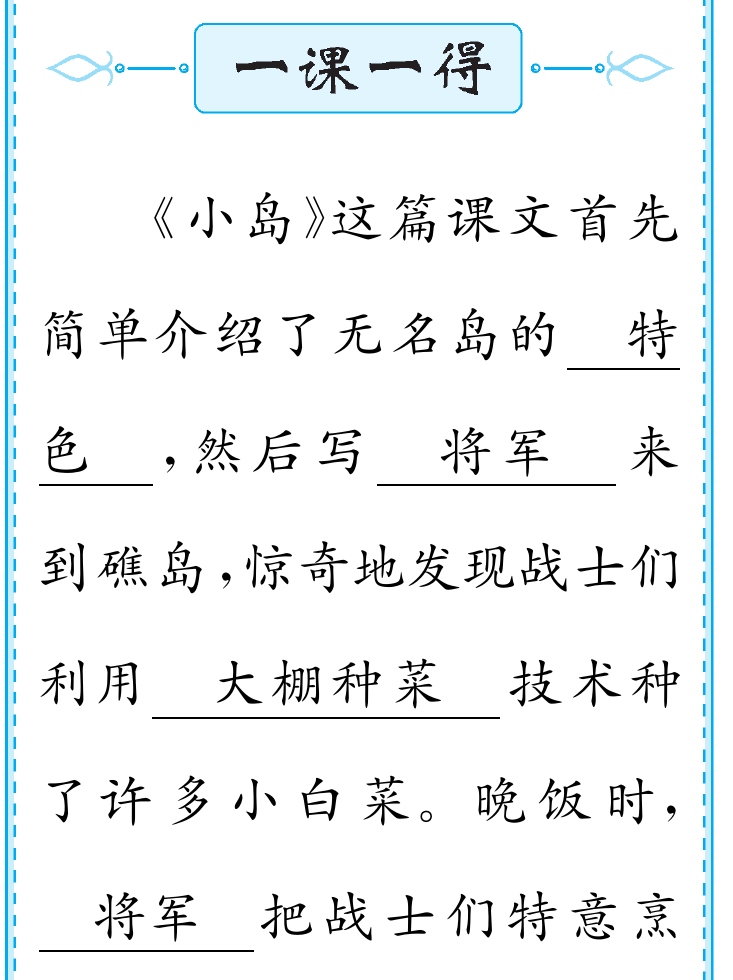 一课一得
《小岛》这篇课文首先
简单介绍了无名岛的 特
色 ,然后写 将军 来
到礁岛,惊奇地发现战士们
利用 大棚种菜 技术种
了许多小白菜。晚饭时,
将军 把战士们特意烹